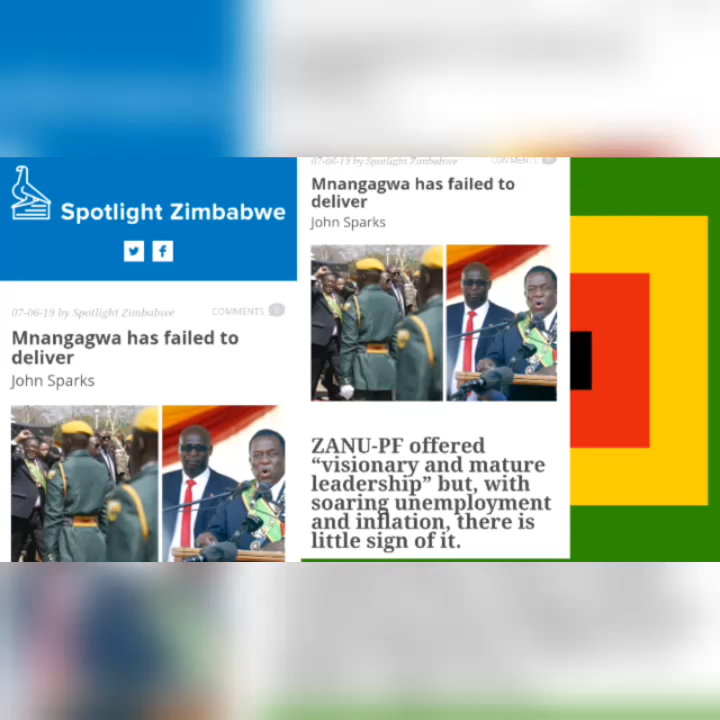 Spotlight Zimbabwe
07-06-19 by Spotlight Zimbabwe
COMMENTS
Mnangagwa has failed to
deliver
John Sparks
07-06-19 by Spotlight Zimbabwe
Mnangagwa has failed to
deliver
John Sparks
ZANU-PF offered
“visionary and mature
leadership” but, with
soaring unemployment
and inflation, there is
little sign of it.